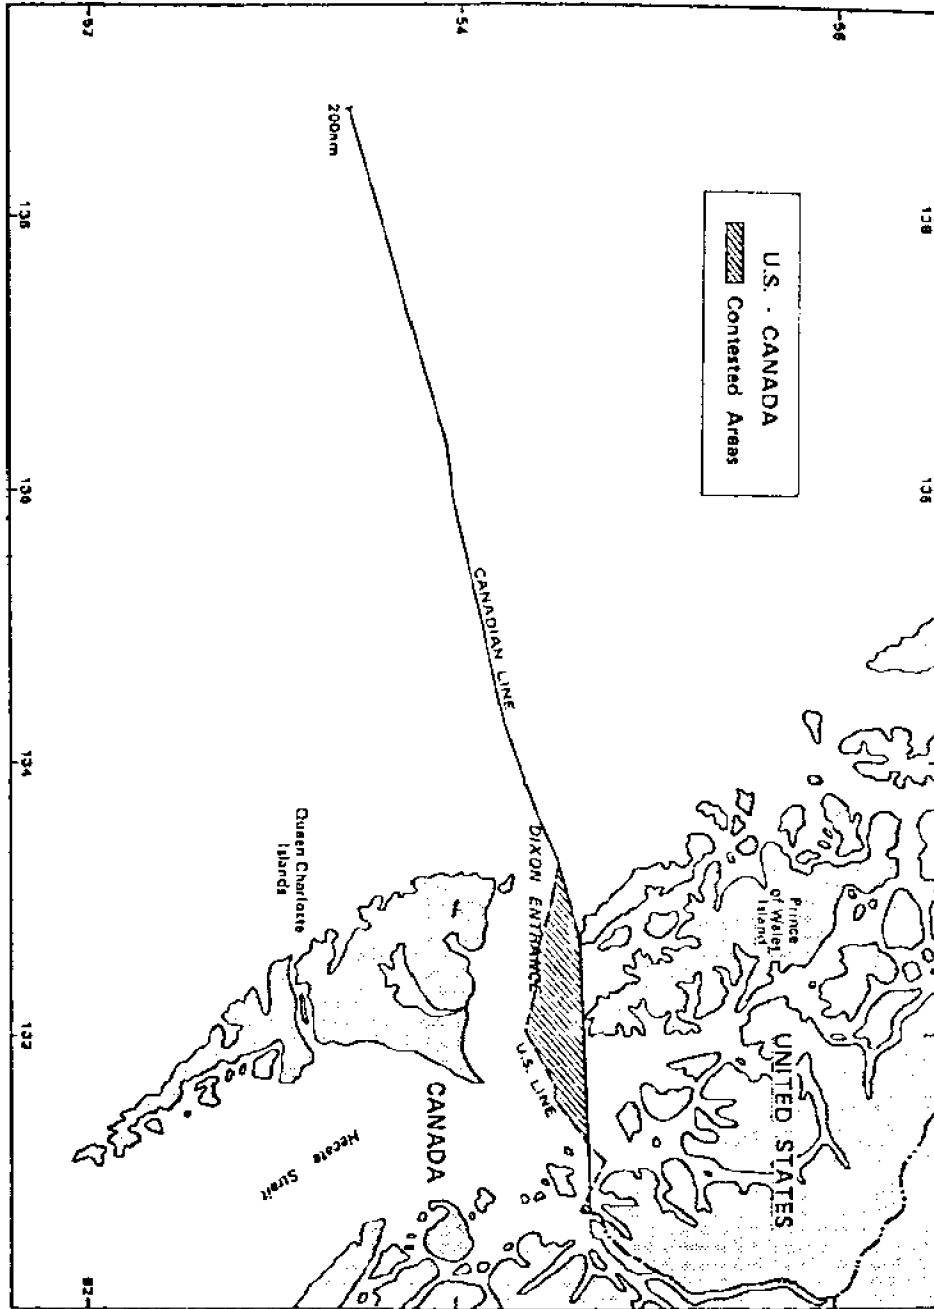 54
56
200nm
138
138
U.S. - CANADA
Contested Areas
136
CANADIAN LINE
134
DIXON ENTRANCE
Queen Charlotte
Islands
Prince
of Wales
Island
132
U.S. LINE
UNITED STATES
CANADA
Hecate Strait